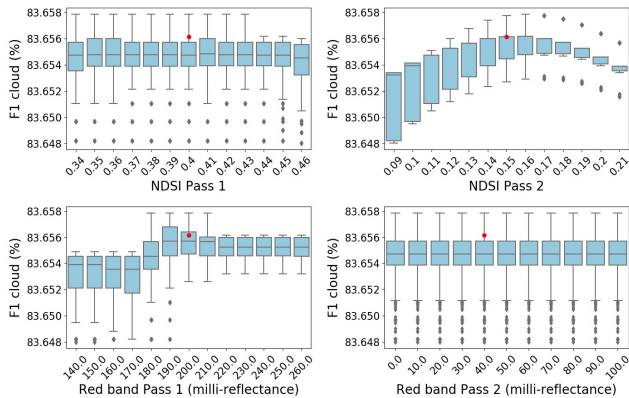 83.658
83.656
83.654
83.652
83.650
83.648
F1 cloud (%)
0.34 0.35 0.36 0.37 0.38 0.39 0.4 0.41 0.42 0.43 0.44 0.45 0.46
NDSI Pass 1
83.658
83.656
83.654
83.652
83.650
83.648
F1 cloud (%)
0.09 0.1 0.11 0.12 0.13 0.14 0.15 0.16 0.17 0.18 0.19 0.2 0.21
NDSI Pass 2
83.658
83.656
83.654
83.652
83.650
83.648
F1 cloud (%)
140.0 150.0 160.0 170.0 180.0 190.0 200.0 210.0 220.0 230.0 240.0 250.0 260.0
Red band Pass 1 (milli-reflectance)
83.658
83.656
83.654
83.652
83.650
83.648
F1 cloud (%)
0.0 10.0 20.0 30.0 40.0 50.0 60.0 70.0 80.0 90.0 100.0
Red band Pass 2 (milli-reflectance)